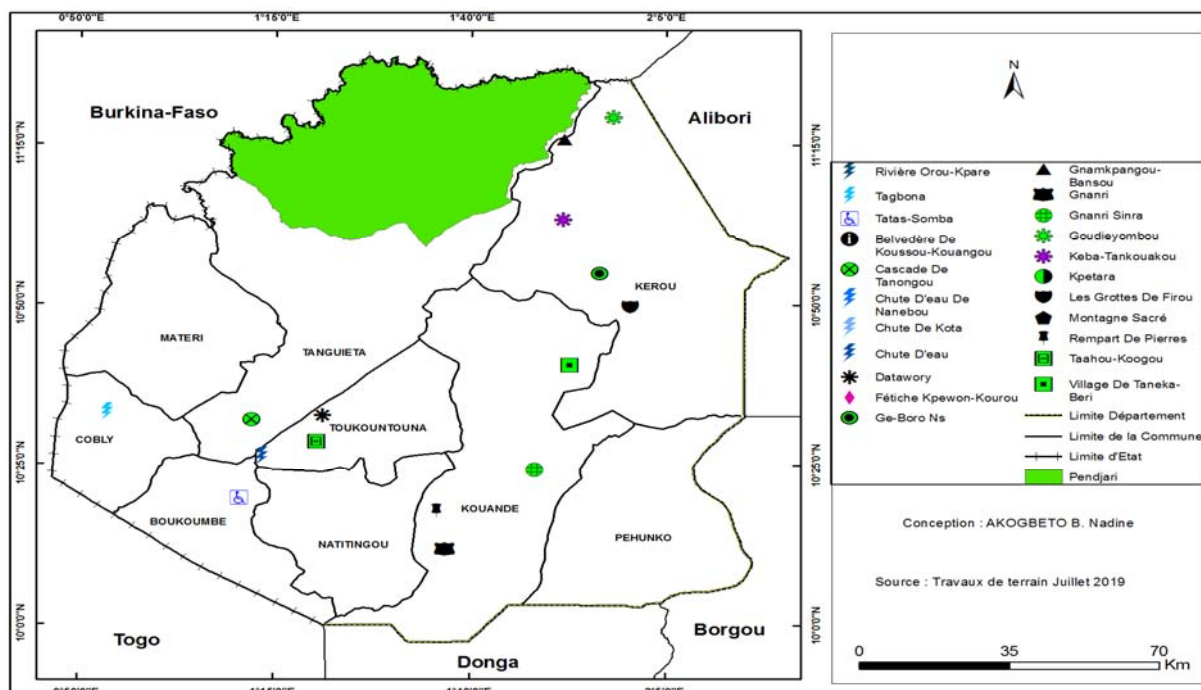 0°50'0"E 1°15'0"E 1°40'0"E 2°5'0"E
Burkina-Faso
Alibori
11°15'0"N
11°15'0"N
KEROU
10°50'0"N
10°50'0"N
MATERI
TANGUIETA
TOUKOUNTOUNA
COBLY
10°25'0"N
10°25'0"N
BOUKOUMBE
KOUANDE
NATITINGOU
PEHUNKO
10°0'0"N
10°0'0"N
Togo
Borgou
Donga
N
Rivière Orou-Kpare
Tagbona
Tatas-Somba
Belvedère De
Koussou-Kouangou
Cascade De
Tanongou
Chute D'eau De
Nanebou
Chute De Kota
Chute D'eau
Datawory
Fétiche Kpewon-Kourou
Ge-Boro Ns
Gnamkpangou-
Bansou
Gnanri
Gnanri Sinra
Goudieyombou
Keba-Tankouakou
Kpetara
Les Grottes De Firou
Montagne Sacré
Rempart De Pierres
Taahou-Koogou
Village De Taneka-
Beri
Limite Département
Limite de la Commune
Limite d'Etat
Pendjari
Conception : AKOGBETO B. Nadine
Source : Travaux de terrain Juillet 2019
0 35 70
Km